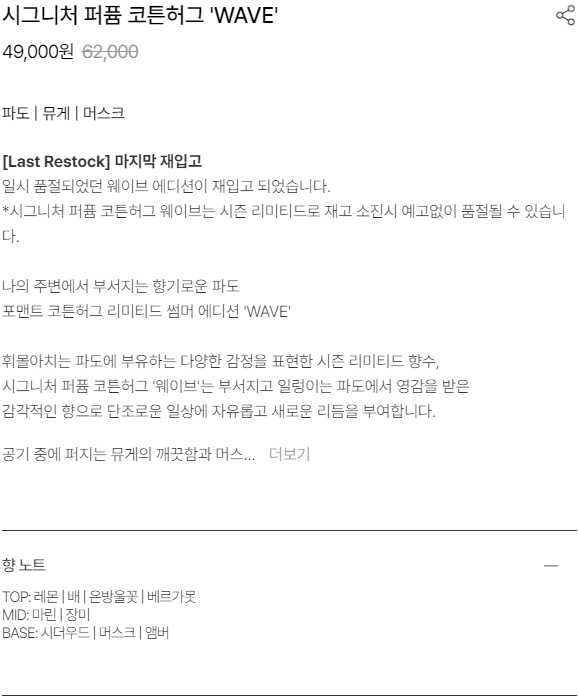 시그니처 퍼퓸 코튼허그 'WAVE'
49,000원 62,000
파도 | 뮤게 | 머스크
[Last Restock] 마지막 재입고
일시 품절되었던 웨이브 에디션이 재입고 되었습니다.
*시그니처 퍼퓸 코튼허그 웨이브는 시즌 리미티드로 재고 소진시 예고없이 품절될 수 있습니
다.
나의 주변에서 부서지는 향기로운 파도
포맨트 코튼허그 리미티드 썸머 에디션 'WAVE'
휘몰아치는 파도에 부유하는 다양한 감정을 표현한 시즌 리미티드 향수,
시그니처 퍼퓸 코튼허그 '웨이브'는 부서지고 일렁이는 파도에서 영감을 받은
감각적인 향으로 단조로운 일상에 자유롭고 새로운 리듬을 부여합니다.
공기 중에 퍼지는 뮤게의 깨끗함과 머스... 더보기
향 노트
TOP: 레몬 | 배 | 은방울꽃 | 베르가못
MID: 마린 | 장미
BASE: 시더우드 | 머스크 | 앰버